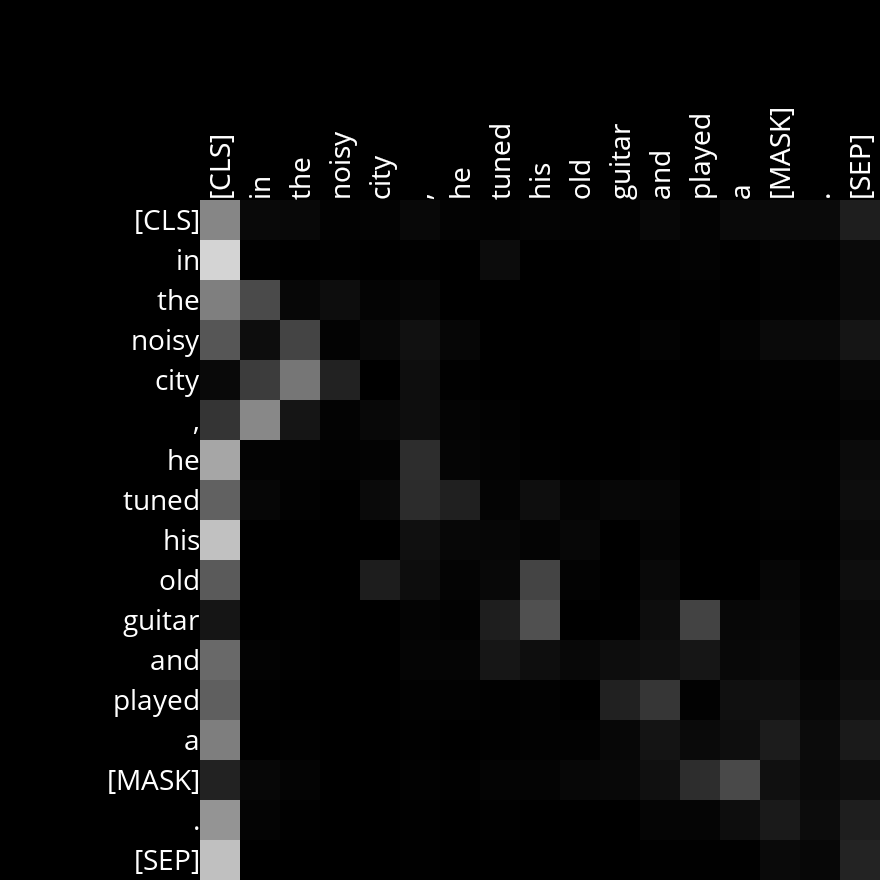 [CLS] in the noisy city , he tuned his old guitar and played a [MASK] . [SEP]
[CLS]
in
the
noisy
city
,
he
tuned
his
old
guitar
and
played
a
[MASK]
.
[SEP]